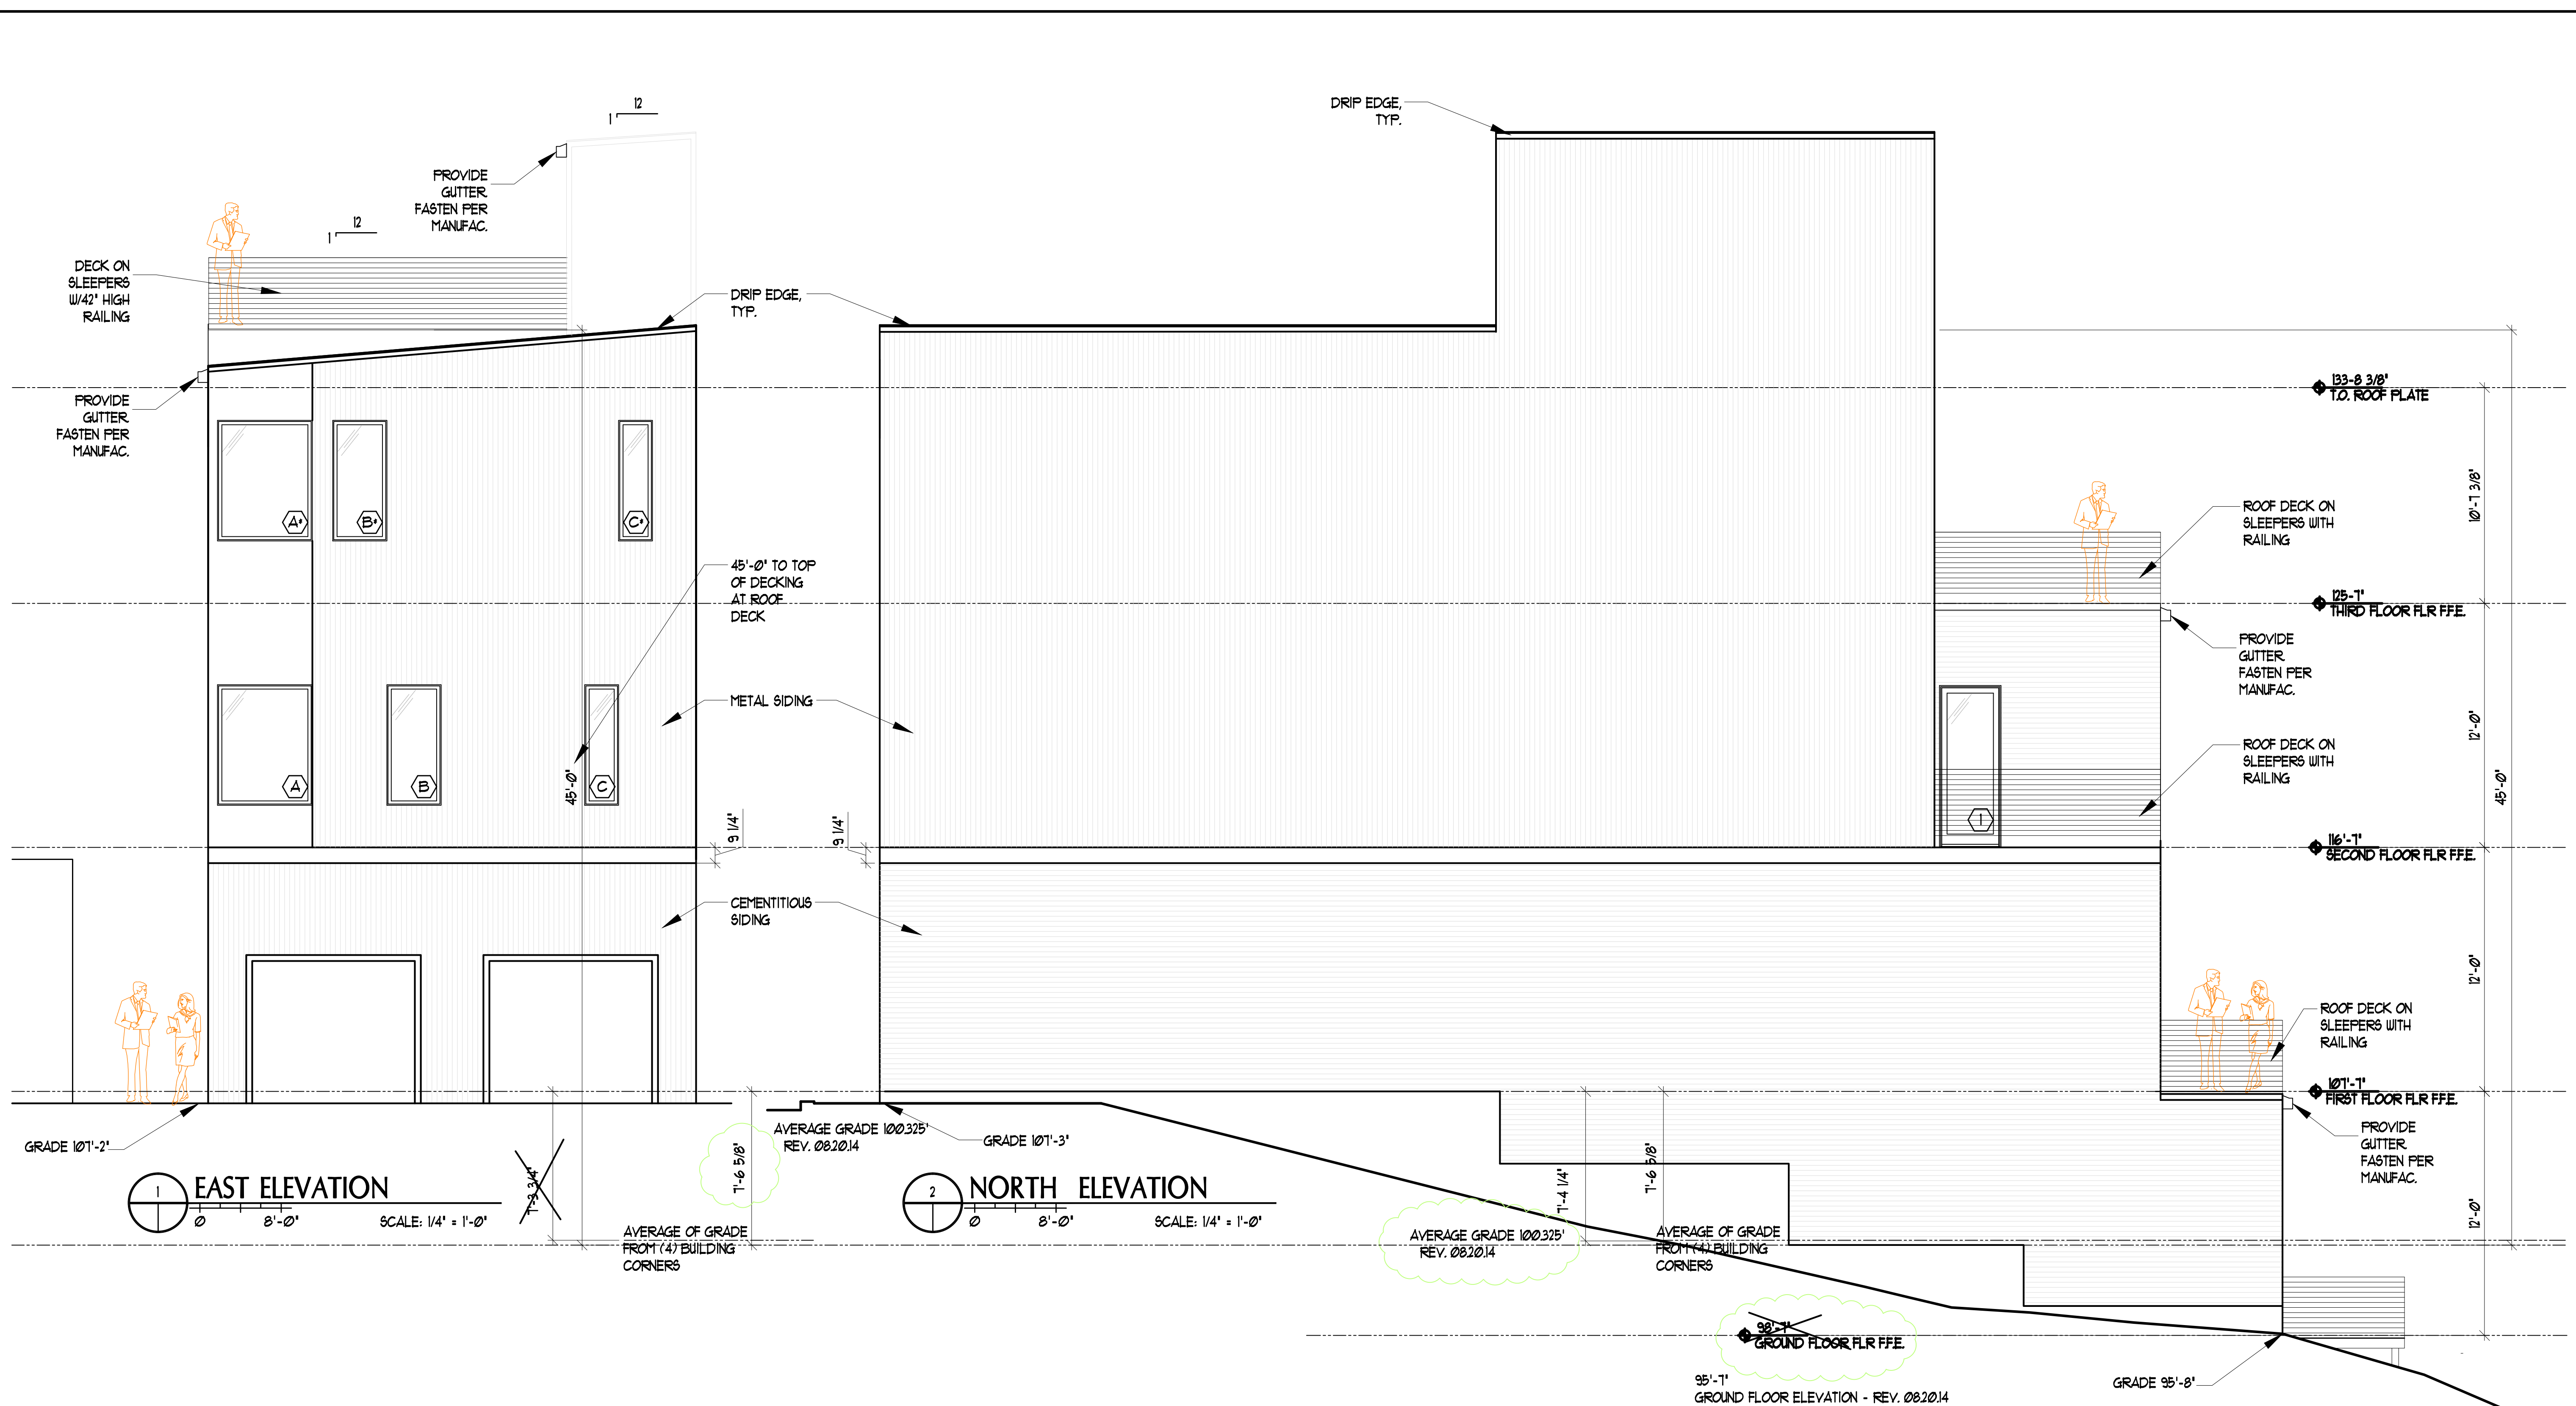 12
1
DRIP EDGE,
TYP.
PROVIDE
GUTTER.
FASTEN PER
MANUFAC.
12
1
DECK ON
SLEEPERS
W/42" HIGH
RAILING
DRIP EDGE,
TYP.
PROVIDE
GUTTER.
FASTEN PER
MANUFAC.
133-8 3/8"
T.O. ROOF PLATE
A*
B*
C*
10'-7 3/8"
ROOF DECK ON
SLEEPERS WITH
RAILING
45'-0" TO TOP
OF DECKING
AT ROOF
DECK
125-7"
THIRD FLOOR FLR F.F.E.
PROVIDE
GUTTER.
FASTEN PER
MANUFAC.
METAL SIDING
12'-0"
ROOF DECK ON
SLEEPERS WITH
RAILING
A
B
C
45'-0"
45'-0"
9 1/4"
9 1/4"
1
116'-7"
SECOND FLOOR FLR F.F.E.
CEMENTITIOUS
SIDING
12'-0"
ROOF DECK ON
SLEEPERS WITH
RAILING
107'-7"
FIRST FLOOR FLR F.F.E.
GRADE 107'-2"
AVERAGE GRADE 100.325'
REV. 08.20.14
GRADE 107'-3"
PROVIDE
GUTTER.
FASTEN PER
MANUFAC.
1
EAST ELEVATION
0 8'-0" SCALE: 1/4" = 1'-0"
7'-3 3/4"
7'-6 5/8"
2
NORTH ELEVATION
0 8'-0" SCALE: 1/4" = 1'-0"
7'-4 1/4"
7'-6 5/8"
12'-0"
AVERAGE OF GRADE
FROM (4) BUILDING
CORNERS
AVERAGE GRADE 100.325'
REV. 08.20.14
AVERAGE OF GRADE
FROM (4) BUILDING
CORNERS
98'-7"
GROUND FLOOR FLR F.F.E.
95'-7"
GROUND FLOOR ELEVATION - REV. 08.20.14
GRADE 95'-8"